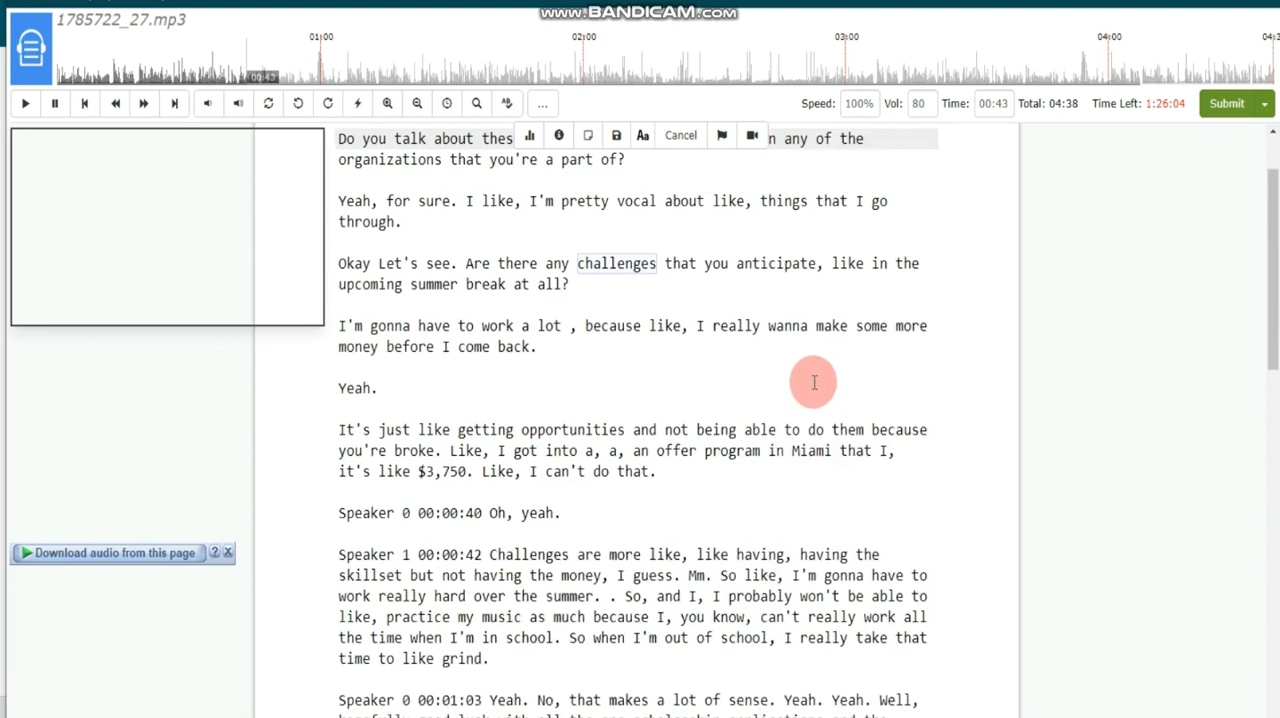 www.BANDICAM.com
1785722_27.mp3
01:00 02:00 03:00 04:00
00:43
... Speed: 100% Vol: 80 Time: 00:43 Total: 04:38 Time Left: 1:26:04 Submit
Aa Cancel
Do you talk about thes n any of the
organizations that you're a part of?
Yeah, for sure. I like, I'm pretty vocal about like, things that I go
through.
Okay Let's see. Are there any challenges that you anticipate, like in the
upcoming summer break at all?
I'm gonna have to work a lot , because like, I really wanna make some more
money before I come back.
Yeah.
It's just like getting opportunities and not being able to do them because
you're broke. Like, I got into a, a, an offer program in Miami that I,
it's like $3,750. Like, I can't do that.
Speaker 0 00:00:40 Oh, yeah.
Download audio from this page ? X
Speaker 1 00:00:42 Challenges are more like, like having, having the
skillset but not having the money, I guess. Mm. So like, I'm gonna have to
work really hard over the summer. . So, and I, I probably won't be able to
like, practice my music as much because I, you know, can't really work all
the time when I'm in school. So when I'm out of school, I really take that
time to like grind.
Speaker 0 00:01:03 Yeah. No, that makes a lot of sense. Yeah. Yeah. Well,